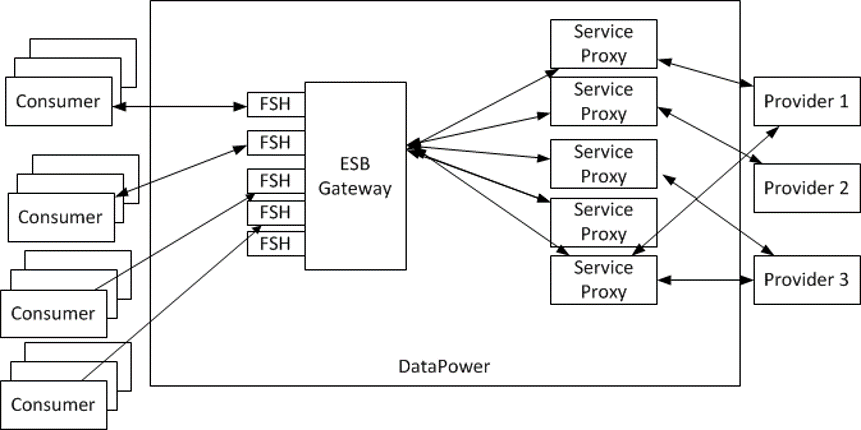 Consumer
Consumer
Consumer
Consumer
FSH
FSH
FSH
FSH
FSH
ESB
Gateway
Service
Proxy
Service
Proxy
Service
Proxy
Service
Proxy
Service
Proxy
Provider 1
Provider 2
Provider 3
DataPower